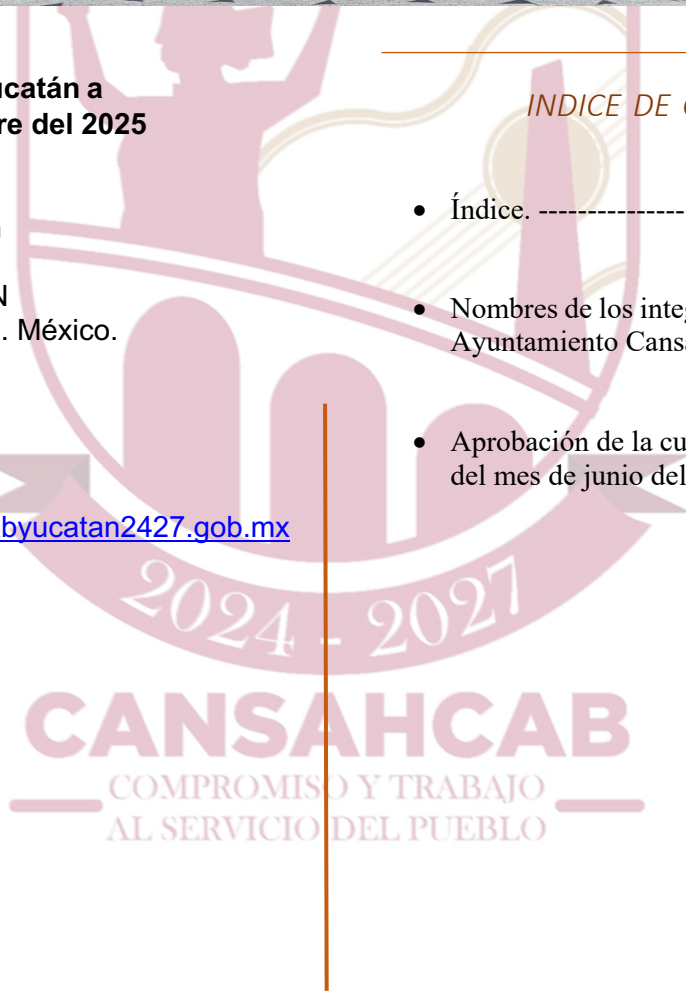 ucatán a
re del 2025
N
. México.
byucatan2427.gob.mx
INDICE DE
• Índice. ---------------
• Nombres de los integ
Ayuntamiento Cansa
• Aprobación de la cu
del mes de junio del
2024 - 2027
CANSAHCAB
COMPROMISO Y TRABAJO
AL SERVICIO DEL PUEBLO